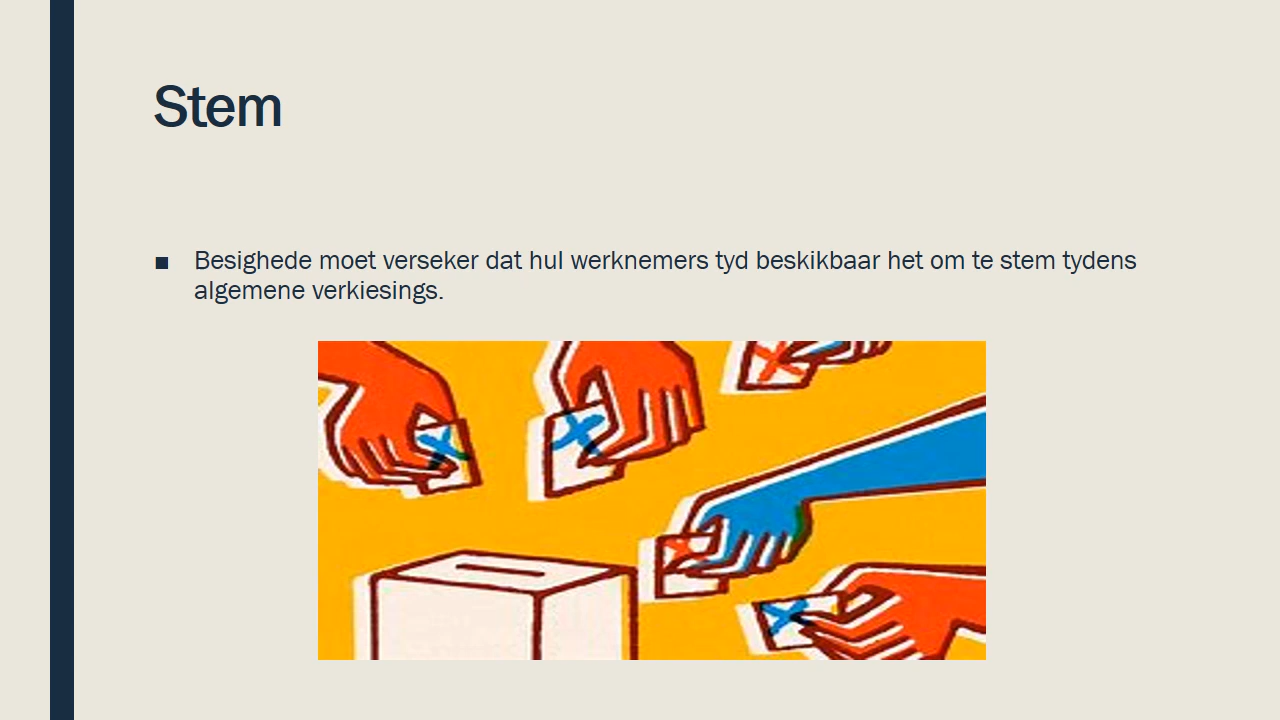 Stem
▪ Besighede moet verseker dat hul werknemers tyd beskikbaar het om te stem tydens
algemene verkiesings.